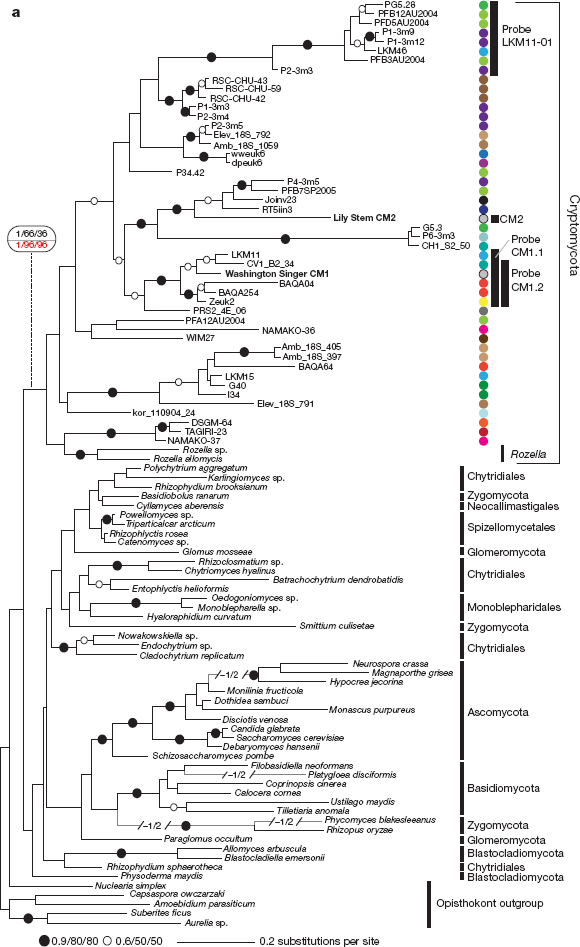 a
PG5.28
PFB12AU2004
PFD5AU2004
P1-3m9
P1-3m12
LKM46
PFB3AU2004
P2-3m3
Probe
LKM11-01
RSC-CHU-43
RSC-CHU-59
RSC-CHU-42
P1-3m3
P2-3m4
P2-3m5
Elev_18S_792
Amb_18S_1059
wweuk6
dpeuk6
P34.42
P4-3m5
PFB7SP2005
Joinv23
RT5iin3
Lily Stem CM2
CM2
G5.3
P6-3m3
CH1_S2_50
Cryptomycota
1/66/36
1/96/96
LKM11
CV1_B2_34
Washington Singer CM1
BAQA04
BAQA254
Zeuk2
PRS2_4E_06
Probe
CM1.1
Probe
CM1.2
PFA12AU2004
NAMAKO-36
WIM27
Amb_18S_405
Amb_18S_397
BAQA64
LKM15
G40
I34
Elev_18S_791
kor_110904_24
DSGM-64
TAGIRI-23
NAMAKO-37
Rozella sp.
Rozella allomycis
Rozella
Polychytrium aggregatum
Karlingiomyces sp.
Rhizophydium brooksianum
Chytridiales
Basidiobolus ranarum
Zygomycota
Cyllamyces aberensis
Neocallimastigales
Powellomyces sp.
Triparticalcar arcticum
Rhizophlyctis rosea
Catenomyces sp.
Spizellomycetales
Glomus mosseae
Glomeromycota
Rhizoclosmatium sp.
Chytriomyces hyalinus
Batrachochytrium dendrobatidis
Entophlyctis helioformis
Chytridiales
Oedogoniomyces sp.
Monoblepharella sp.
Hyaloraphidium curvatum
Monoblepharidales
Smittium culisetae
Zygomycota
Nowakowskiella sp.
Endochytrium sp.
Cladochytrium replicatum
Chytridiales
Neurospora crassa
Magnaporthe grisea
Hypocrea jecorina
–1/2
Monilinia fructicola
Dothidea sambuci
Monascus purpureus
Disciotis venosa
Candida glabrata
Saccharomyces cerevisiae
Debaryomyces hansenii
Schizosaccharomyces pombe
Ascomycota
Filobasidiella neoformans
–1/2
Platygloea disciformis
Coprinopsis cinerea
Calocera cornea
Ustilago maydis
Tilletiaria anomala
Basidiomycota
–1/2
–1/2
Phycomyces blakesleeanus
Rhizopus oryzae
Zygomycota
Paraglomus occultum
Glomeromycota
Allomyces arbuscula
Blastocladiella emersonii
Blastocladiomycota
Rhizophydium sphaerotheca
Chytridiales
Physoderma maydis
Blastocladiomycota
Nuclearia simplex
Capsaspora owczarzaki
Amoebidium parasiticum
Suberites ficus
Aurelia sp.
Opisthokont outgroup
0.9/80/80
0.6/50/50
0.2 substitutions per site